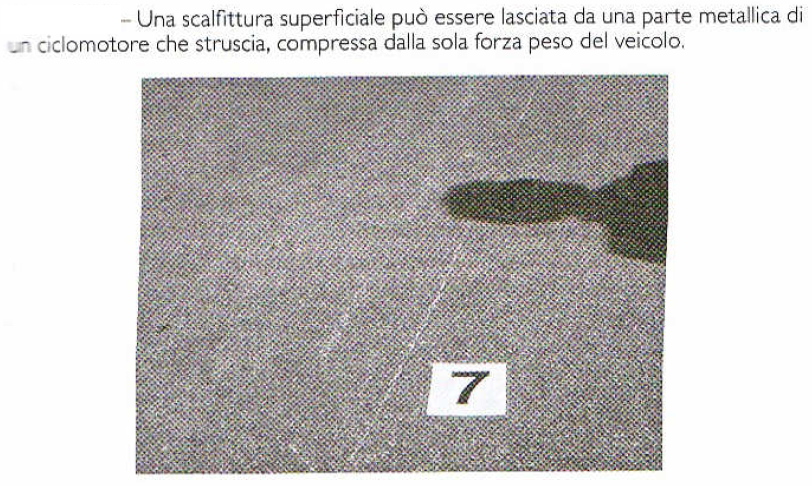 – Una scalfittura superficiale può essere lasciata da una parte metallica di
un ciclomotore che struscia, compressa dalla sola forza peso del veicolo.
7